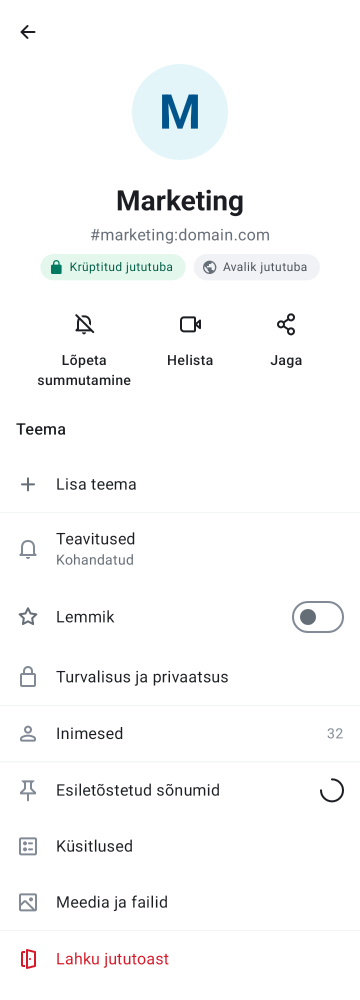 M
Marketing
#marketing:domain.com
Krüptitud jututuba
Avalik jututuba
Lõpeta
summutamine
Helista
Jaga
Teema
Lisa teema
Teavitused
Kohandatud
Lemmik
Turvalisus ja privaatsus
Inimesed
32
Esiletõstetud sõnumid
Küsitlused
Meedia ja failid
Lahku jututoast